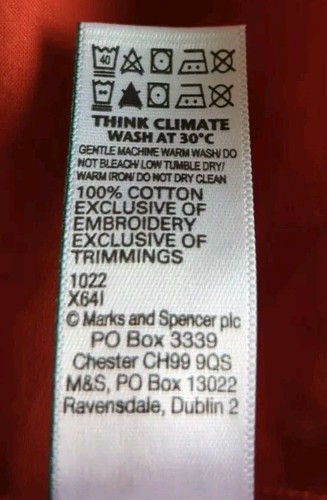 40
THINK CLIMATE
WASH AT 30°C
GENTLE MACHINE WARM WASH/ DO
NOT BLEACH/ LOW TUMBLE DRY/
WARM IRON/ DO NOT DRY CLEAN
100% COTTON
EXCLUSIVE OF
EMBROIDERY
EXCLUSIVE OF
TRIMMINGS
1022
X64I
© Marks and Spencer plc
PO Box 3339
Chester CH99 9QS
M&S, PO Box 13022
Ravensdale, Dublin 2